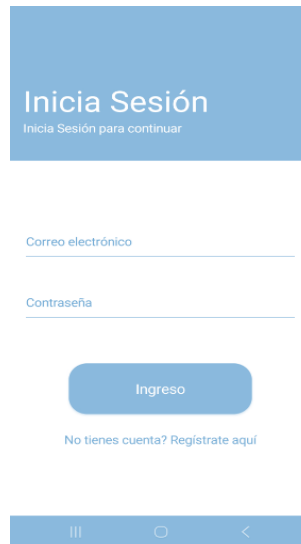 Inicia Sesión
Inicia Sesión para continuar
Correo electrónico
Contraseña
Ingreso
No tienes cuenta? Regístrate aquí